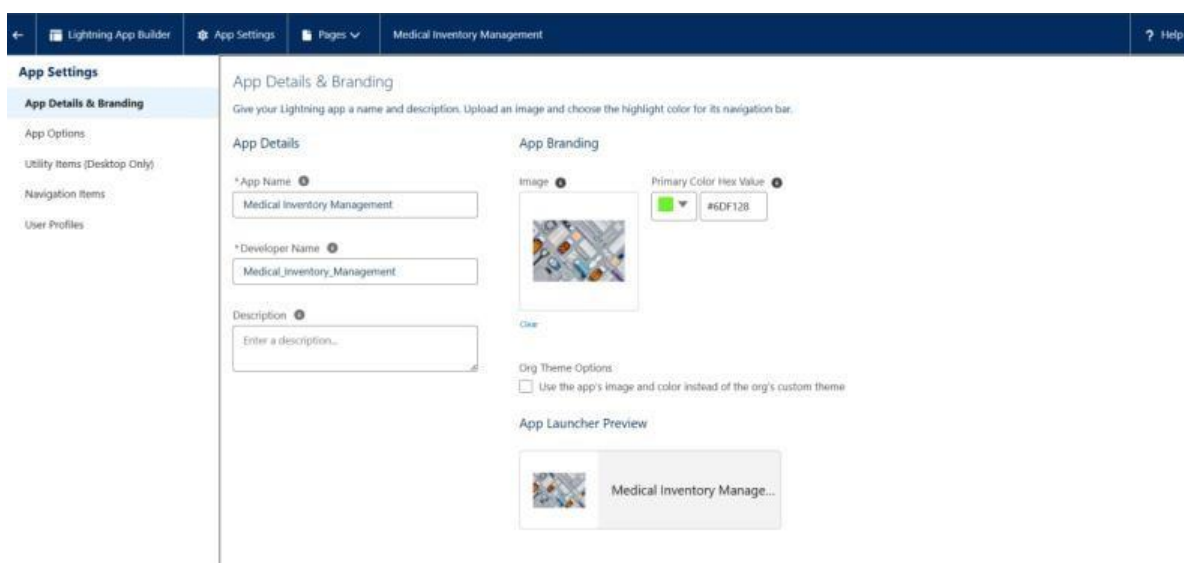 Lightning App Builder App Settings Pages Medical Inventory Management ? Help
App Settings
App Details & Branding
App Options
Utility Items (Desktop Only)
Navigation Items
User Profiles
App Details & Branding
Give your Lightning app a name and description. Upload an image and choose the highlight color for its navigation bar.
App Details
*App Name
Medical Inventory Management
*Developer Name
Medical_Inventory_Management
Description
Enter a description...
App Branding
Image
Clear
Primary Color Hex Value
#6DF128
Org Theme Options
Use the app's image and color instead of the org's custom theme
App Launcher Preview
Medical Inventory Manage...